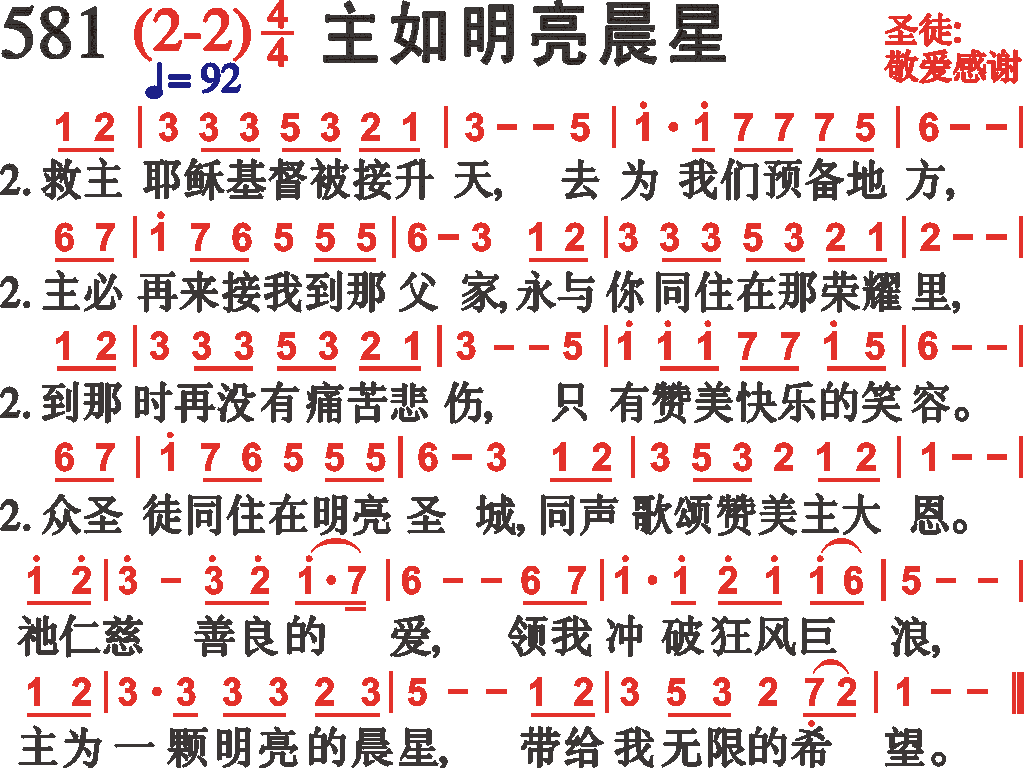 581 (2-2) 4/4 主如明亮晨星 圣徒:
♩= 92 敬爱感谢
1 2 | 3 3 3 5 3 2 1 | 3 - - 5 | i · i 7 7 7 5 | 6 - - |
2. 救主 耶稣基督被接升 天, 去 为 我们预备地 方,
6 7 | i 7 6 5 5 5 | 6 - 3 1 2 | 3 3 3 5 3 2 1 | 2 - - |
2. 主必 再来接我到那 父 家, 永与 你 同住在那荣耀 里,
1 2 | 3 3 3 5 3 2 1 | 3 - - 5 | i i i 7 7 i 5 | 6 - - |
2. 到那 时再没有痛苦悲 伤, 只 有赞美快乐的笑 容。
6 7 | i 7 6 5 5 5 | 6 - 3 1 2 | 3 5 3 2 1 2 | 1 - - |
2. 众圣 徒同住在明亮 圣 城, 同声 歌颂赞美主大 恩。
i 2̇ | 3̇ - 3̇ 2̇ i · 7 | 6 - - 6 7 | i · i 2̇ i i 6 | 5 - - |
祂仁慈 善良的 爱, 领我 冲 破狂风巨 浪,
1 2 | 3 · 3 3 3 2 3 | 5 - - 1 2 | 3 5 3 2 7̣ 2 | 1 - - ‖
主为 一 颗明亮的晨星, 带给 我 无限的希 望。